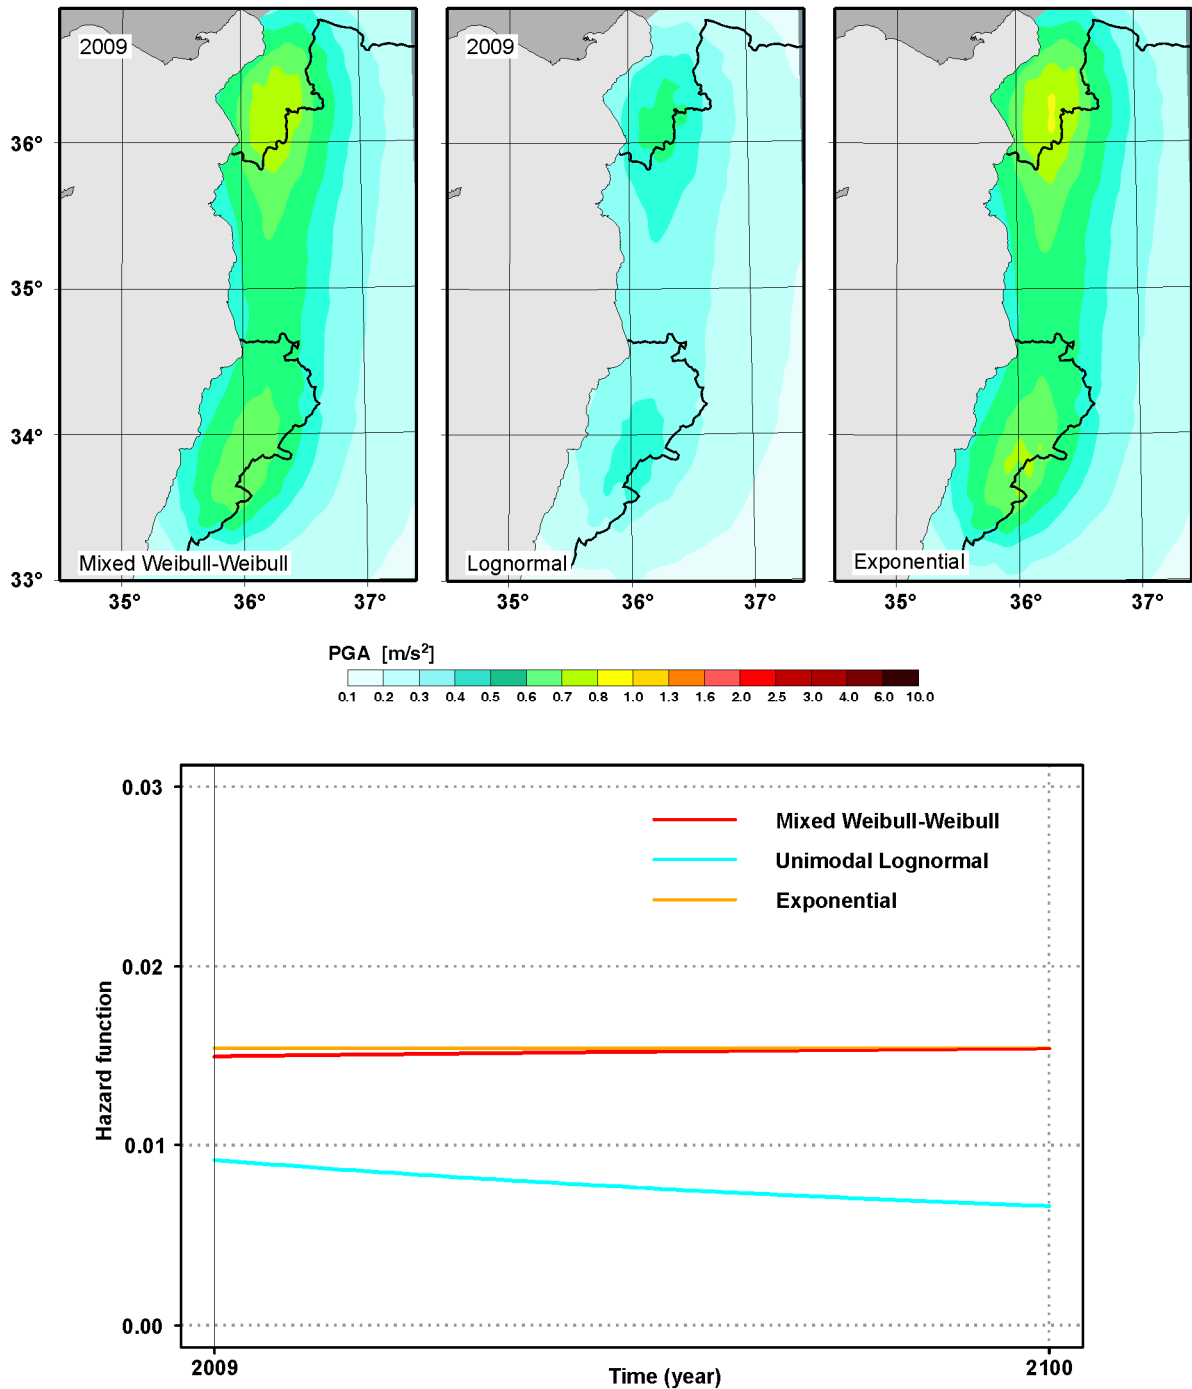 2009
2009
36°
35°
34°
33°
Mixed Weibull-Weibull
Lognormal
Exponential
35° 36° 37° 35° 36° 37° 35° 36° 37°
PGA [m/s²]
0.1 0.2 0.3 0.4 0.5 0.6 0.7 0.8 1.0 1.3 1.6 2.0 2.5 3.0 4.0 6.0 10.0
0.03
Mixed Weibull-Weibull
Unimodal Lognormal
Exponential
0.02
Hazard function
0.01
0.00
2009 2100
Time (year)